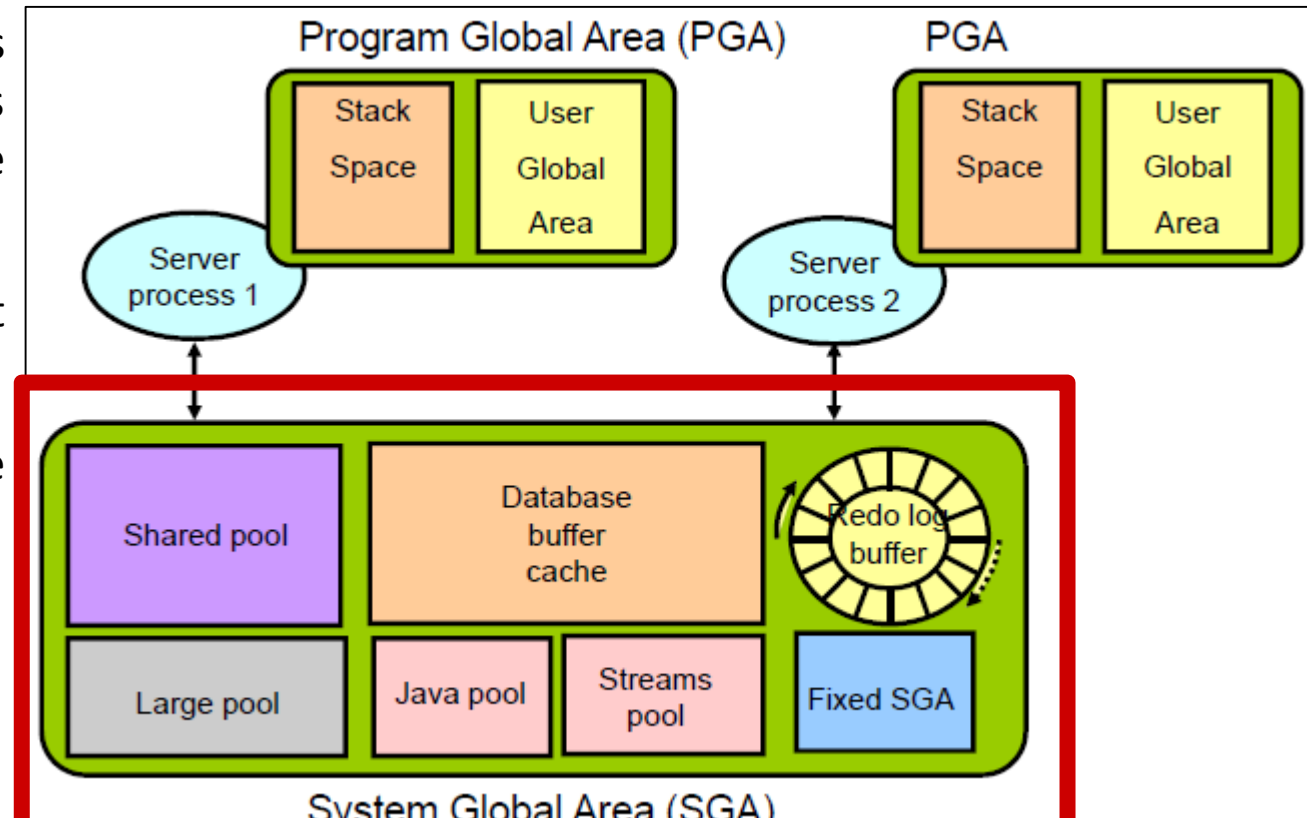 Program Global Area (PGA)
PGA
Stack
Space
User
Global
Area
Stack
Space
User
Global
Area
Server
process 1
Server
process 2
Shared pool
Database
buffer
cache
Redo log
buffer
Large pool
Java pool
Streams
pool
Fixed SGA
System Global Area (SGA)